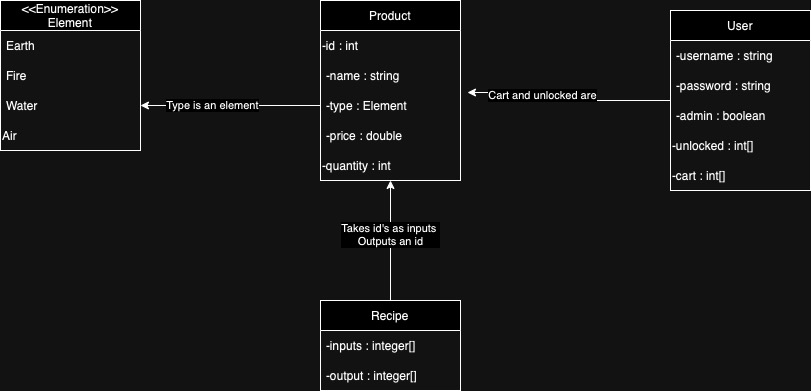 <<Enumeration>>
Element
Earth
Fire
Water
Air
Type is an element
Product
-id : int
-name : string
-type : Element
-price : double
-quantity : int
Cart and unlocked are
User
-username : string
-password : string
-admin : boolean
-unlocked : int[]
-cart : int[]
Takes id's as inputs
Outputs an id
Recipe
-inputs : integer[]
-output : integer[]